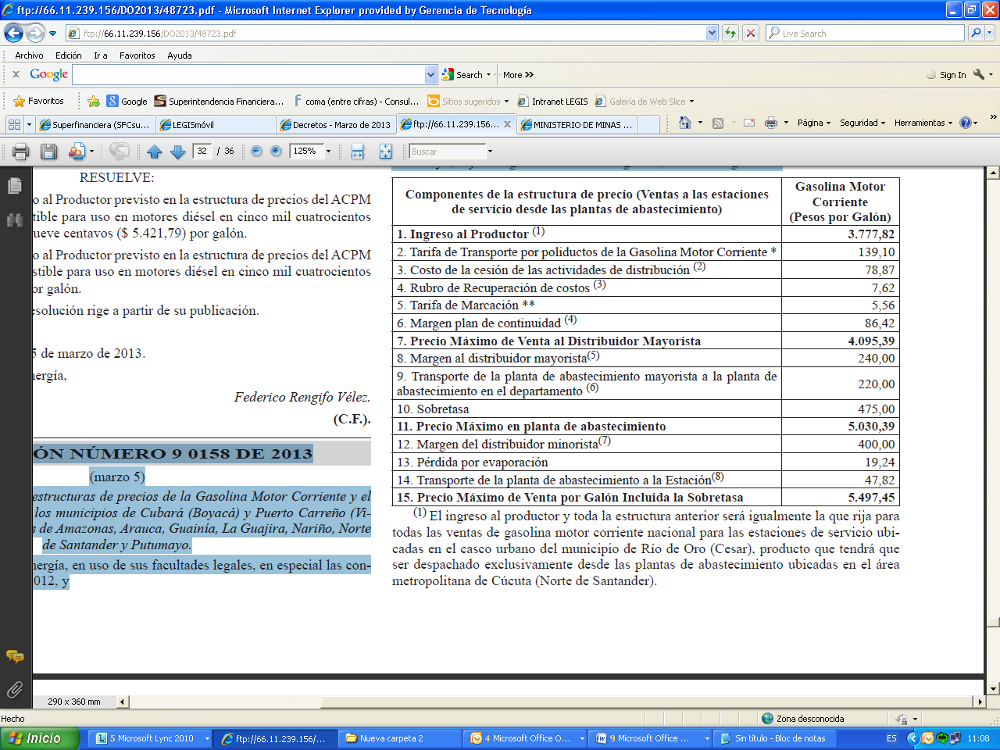 ftp://66.11.239.156/DO2013/48723.pdf - Microsoft Internet Explorer provided by Gerencia de Tecnología
ftp://66.11.239.156/DO2013/48723.pdf
Live Search
Archivo Edición Ir a Favoritos Ayuda
x Google Search More »
Sign In
Favoritos Google Superintendencia Financiera... coma (entre cifras) - Consul... Sitios sugeridos Intranet LEGIS Galería de Web Slice
Superfinanciera (SFCsu... LEGISmóvil Decretos - Marzo de 2013 ftp://66.11.239.156... MINISTERIO DE MINAS ... Página Seguridad Herramientas »
32 / 36 125% Buscar
RESUELVE:
o al Productor previsto en la estructura de precios del ACPM
stible para uso en motores diésel en cinco mil cuatrocientos
ueve centavos ($ 5.421,79) por galón.
o al Productor previsto en la estructura de precios del ACPM
stible para uso en motores diésel en cinco mil cuatrocientos
or galón.
esolución rige a partir de su publicación.
5 de marzo de 2013.
nergía,
Federico Rengifo Vélez.
(C.F.).
ÓN NÚMERO 9 0158 DE 2013
(marzo 5)
estructuras de precios de la Gasolina Motor Corriente y el
los municipios de Cubará (Boyacá) y Puerto Carreño (Vi-
s de Amazonas, Arauca, Guainía, La Guajira, Nariño, Norte
de Santander y Putumayo.
nergía, en uso de sus facultades legales, en especial las con-
012, y
Componentes de la estructura de precio (Ventas a las estaciones
de servicio desde las plantas de abastecimiento)
Gasolina Motor
Corriente
(Pesos por Galón)
1. Ingreso al Productor (1) 3.777,82
2. Tarifa de Transporte por poliductos de la Gasolina Motor Corriente * 139,10
3. Costo de la cesión de las actividades de distribución (2) 78,87
4. Rubro de Recuperación de costos (3) 7,62
5. Tarifa de Marcación ** 5,56
6. Margen plan de continuidad (4) 86,42
7. Precio Máximo de Venta al Distribuidor Mayorista 4.095,39
8. Margen al distribuidor mayorista(5) 240,00
9. Transporte de la planta de abastecimiento mayorista a la planta de
abastecimiento en el departamento (6) 220,00
10. Sobretasa 475,00
11. Precio Máximo en planta de abastecimiento 5.030,39
12. Margen del distribuidor minorista(7) 400,00
13. Pérdida por evaporación 19,24
14. Transporte de la planta de abastecimiento a la Estación(8) 47,82
15. Precio Máximo de Venta por Galón Incluida la Sobretasa 5.497,45
(1) El ingreso al productor y toda la estructura anterior será igualmente la que rija para
todas las ventas de gasolina motor corriente nacional para las estaciones de servicio ubi-
cadas en el casco urbano del municipio de Río de Oro (Cesar), producto que tendrá que
ser despachado exclusivamente desde las plantas de abastecimiento ubicadas en el área
metropolitana de Cúcuta (Norte de Santander).
290 x 360 mm
Hecho
Zona desconocida
Inicio 5 Microsoft Lync 2010 ftp://66.11.239.156/... Nueva carpeta 2 4 Microsoft Office O... 9 Microsoft Office ... Sin título - Bloc de notas ES 11:08